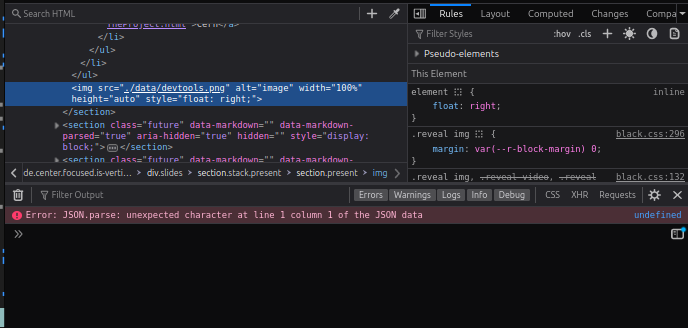 Search HTML
TheProject.html">CERN</a>
</li>
</ul>
</li>
</ul>
<img src="./data/devtools.png" alt="image" width="100%"
height="auto" style="float: right;">
</section>
<section class="future" data-markdown="" data-markdown-
parsed="true" aria-hidden="true" hidden="" style="display:
block;"> </section>
<section class="future" data-markdown="" data-markdown-
de.center.focused.is-verti… div.slides section.stack.present section.present img
Rules Layout Computed Changes Compa
Filter Styles :hov .cls
Pseudo-elements
This Element
element { inline
float: right;
}
.reveal img { black.css:296
margin: var(--r-block-margin) 0;
}
.reveal img, .reveal video, .reveal black.css:132
Filter Output Errors Warnings Logs Info Debug CSS XHR Requests
Error: JSON.parse: unexpected character at line 1 column 1 of the JSON data undefined